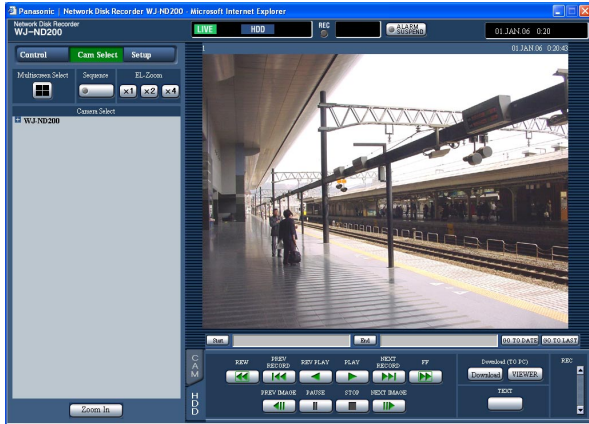 Panasonic | Network Disk Recorder WJ-ND200 - Microsoft Internet Explorer
Network Disk Recorder
WJ-ND200
LIVE HDD REC ALARM SUSPEND 01.JAN.06 0:20
Control Cam Select Setup
1 01.JAN.06 0:20:43
Multiscreen Select Sequence EL-Zoom
x1 x2 x4
Camera Select
WJ-ND200
Start End GO TO DATE GO TO LAST
CAM
HDD
REW PREV RECORD REV PLAY PLAY NEXT RECORD FF
Download (TO PC) REC
Download VIEWER
PREV IMAGE PAUSE STOP NEXT IMAGE TEXT
Zoom In